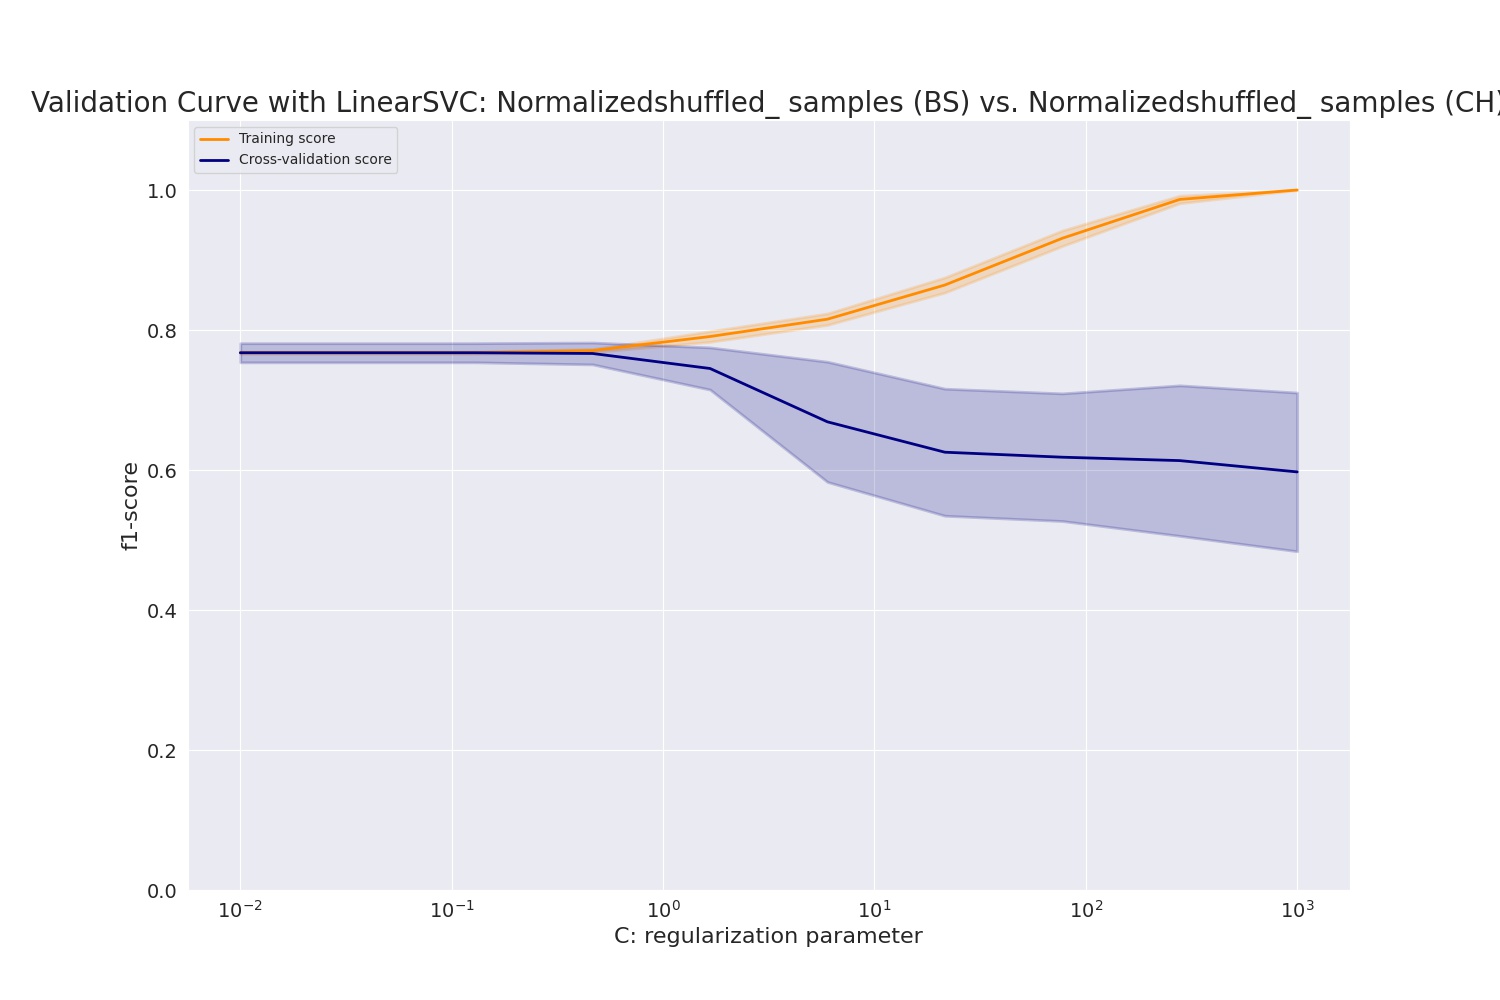 Validation Curve with LinearSVC: Normalizedshuffled_ samples (BS) vs. Normalizedshuffled_ samples (CH)
Training score
Cross-validation score
1.0
0.8
0.6
0.4
0.2
0.0
f1-score
10⁻² 10⁻¹ 10⁰ 10¹ 10² 10³
C: regularization parameter